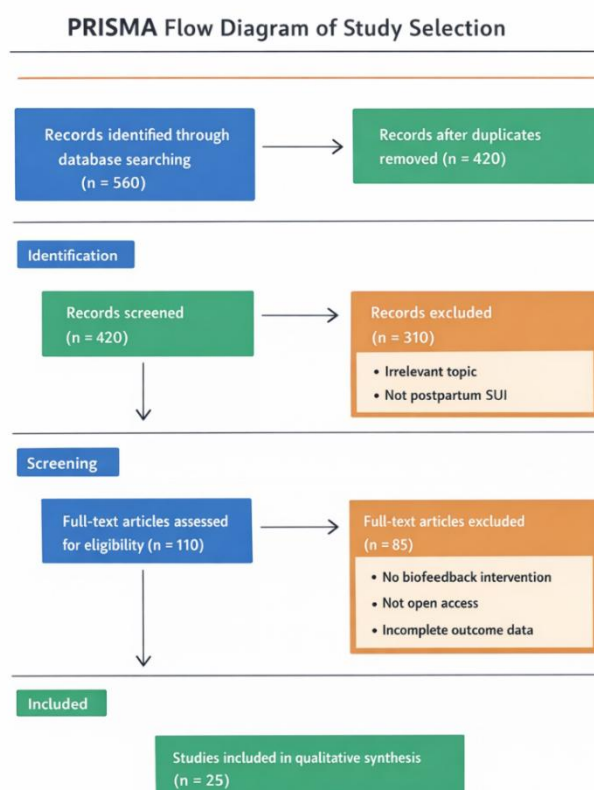 PRISMA Flow Diagram of Study Selection
Records identified through
database searching
(n = 560)
Records after duplicates
removed (n = 420)
Identification
Records screened
(n = 420)
Records excluded
(n = 310)
• Irrelevant topic
• Not postpartum SUI
Screening
Full-text articles assessed
for eligibility (n = 110)
Full-text articles excluded
(n = 85)
• No biofeedback intervention
• Not open access
• Incomplete outcome data
Included
Studies included in qualitative synthesis
(n = 25)